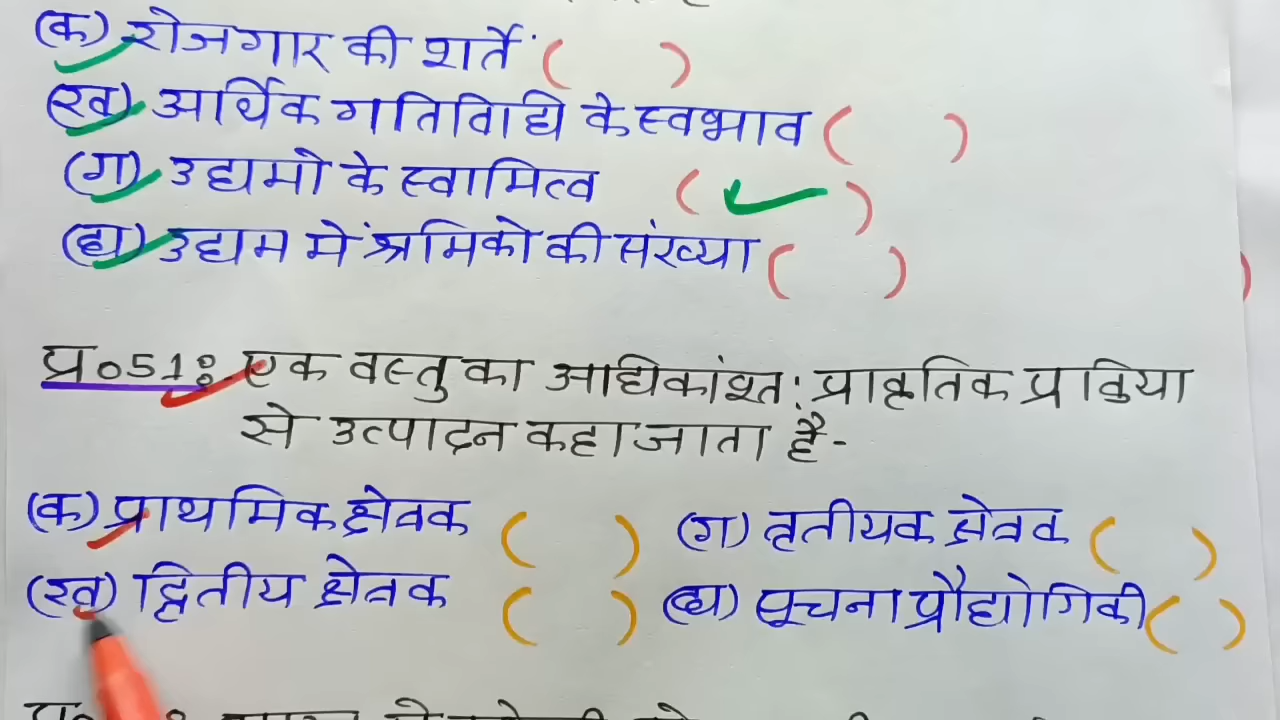 (क) रोजगार की शर्ते ( )
(ख) आर्थिक गतिविधि के स्वभाव ( )
(ग) उद्यमो के स्वामित्व ( ✓ )
(घ) उद्यम में श्रमिको की संख्या ( )
प्र०51:- एक वस्तु का अधिकांश्त: प्राकृतिक प्रक्रिया
से उत्पादन कहा जाता है-
(क) प्राथमिक क्षेत्रक ( ) (ग) तृतीयक क्षेत्रक ( )
(ख) द्वितीय क्षेत्रक ( ) (घ) सूचना प्रौद्योगिकी ( )